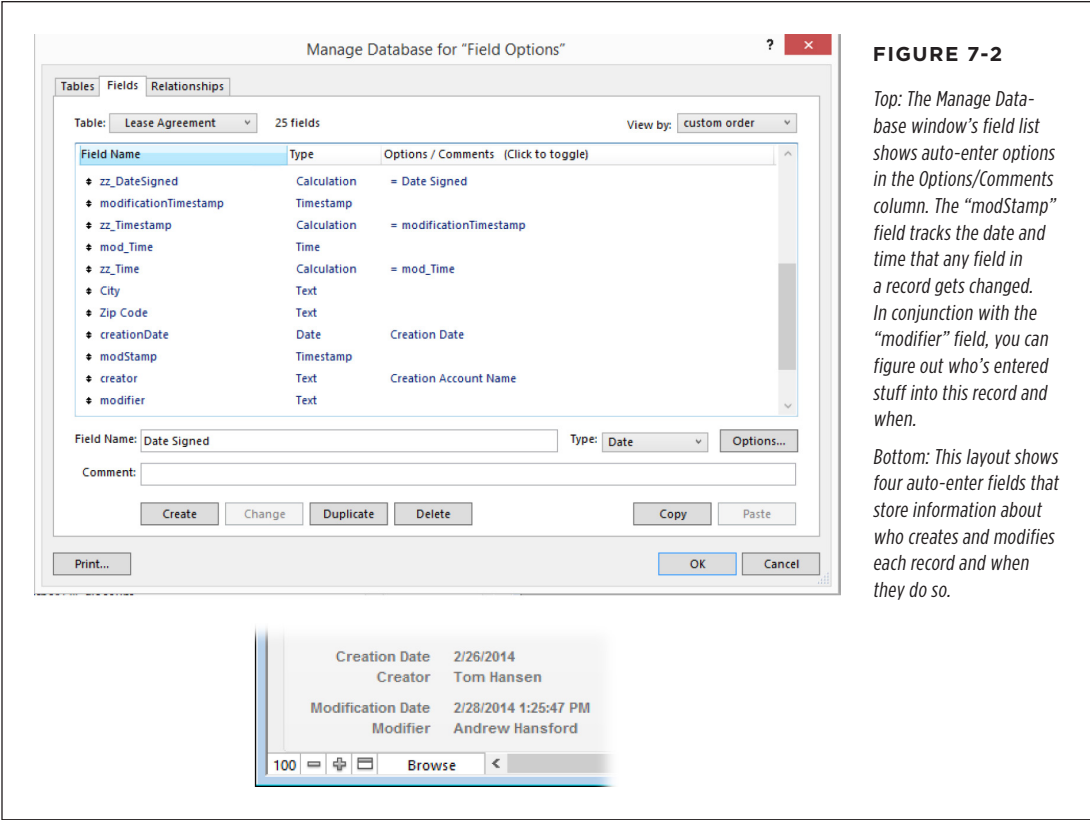 Manage Database for “Field Options”
?
×
Tables Fields Relationships
Table: Lease Agreement 25 fields View by: custom order
Field Name Type Options / Comments (Click to toggle)
zz_DateSigned Calculation = Date Signed
modificationTimestamp Timestamp
zz_Timestamp Calculation = modificationTimestamp
mod_Time Time
zz_Time Calculation = mod_Time
City Text
Zip Code Text
creationDate Date Creation Date
modStamp Timestamp
creator Text Creation Account Name
modifier Text
Field Name: Date Signed Type: Date Options...
Comment:
Create Change Duplicate Delete Copy Paste
Print... OK Cancel
Creation Date 2/26/2014
Creator Tom Hansen
Modification Date 2/28/2014 1:25:47 PM
Modifier Andrew Hansford
100 Browse
FIGURE 7-2
Top: The Manage Data-
base window’s field list
shows auto-enter options
in the Options/Comments
column. The “modStamp”
field tracks the date and
time that any field in
a record gets changed.
In conjunction with the
“modifier” field, you can
figure out who’s entered
stuff into this record and
when.
Bottom: This layout shows
four auto-enter fields that
store information about
who creates and modifies
each record and when
they do so.